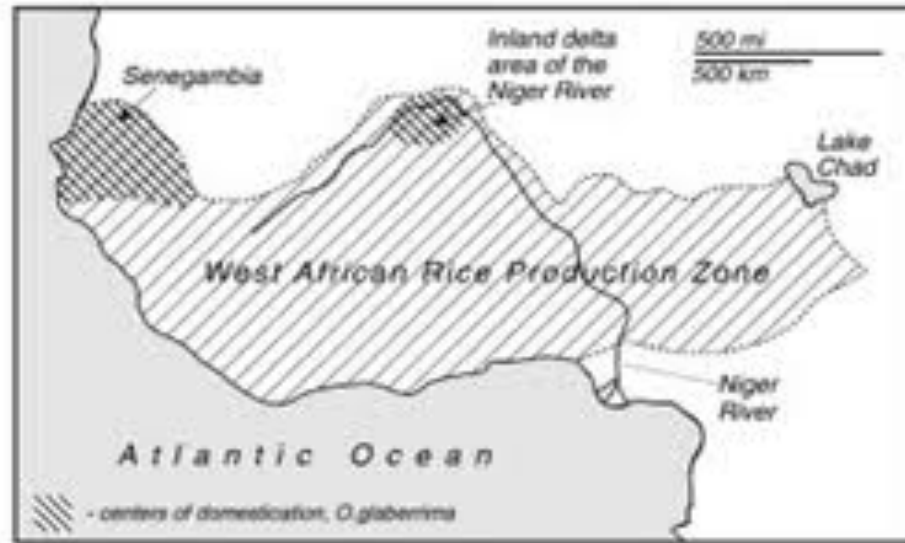 Senegambia
Inland delta
area of the
Niger River
500 mi
500 km
Lake
Chad
West African Rice Production Zone
Niger
River
Atlantic Ocean
- centers of domestication, O.glaberrima